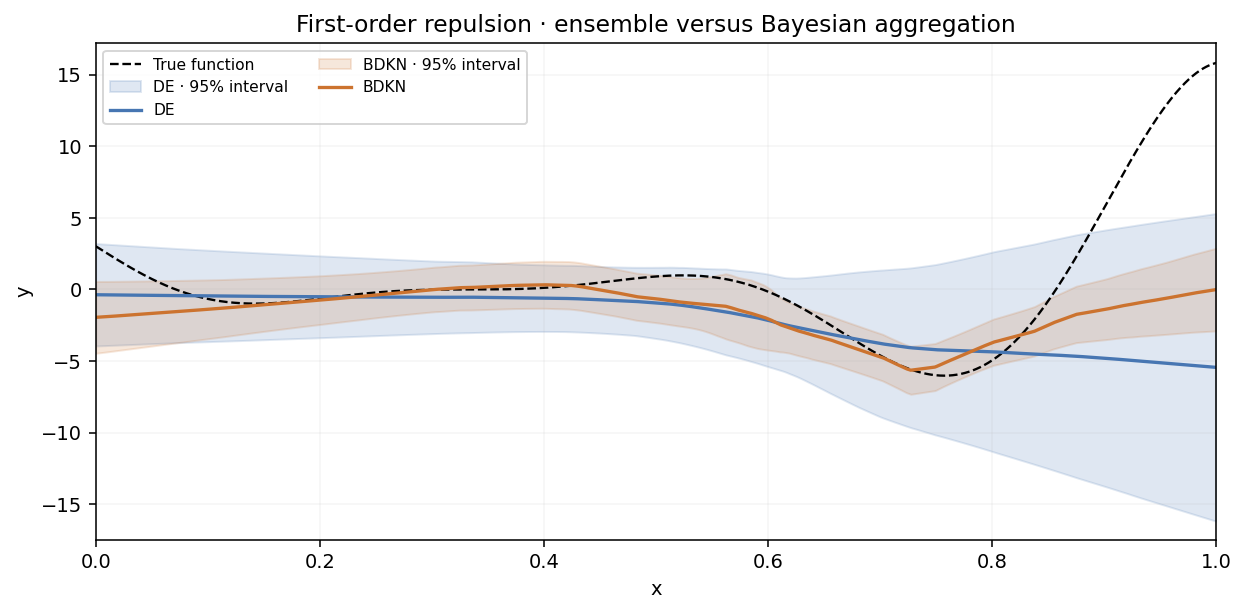 First-order repulsion · ensemble versus Bayesian aggregation
True function
DE · 95% interval
DE
BDKN · 95% interval
BDKN
y
15
10
5
0
−5
−10
−15
0.0 0.2 0.4 0.6 0.8 1.0
x